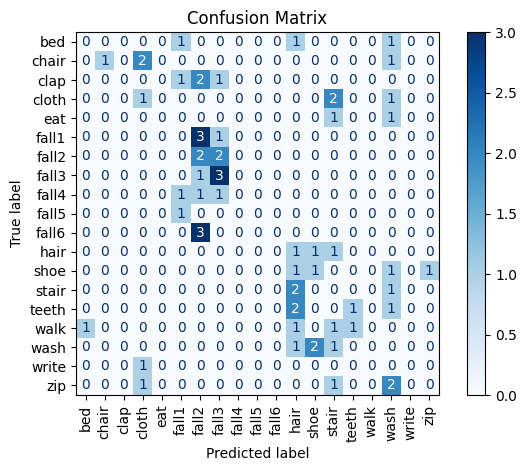 Confusion Matrix
True label
bed 0 0 0 0 0 1 0 0 0 0 0 1 0 0 0 0 1 0 0
chair 0 1 0 2 0 0 0 0 0 0 0 0 0 0 0 0 1 0 0
clap 0 0 0 0 0 1 2 1 0 0 0 0 0 0 0 0 0 0 0
cloth 0 0 0 1 0 0 0 0 0 0 0 0 0 2 0 0 1 0 0
eat 0 0 0 0 0 0 0 0 0 0 0 0 0 1 0 0 1 0 0
fall1 0 0 0 0 0 0 3 1 0 0 0 0 0 0 0 0 0 0 0
fall2 0 0 0 0 0 0 2 2 0 0 0 0 0 0 0 0 0 0 0
fall3 0 0 0 0 0 0 1 3 0 0 0 0 0 0 0 0 0 0 0
fall4 0 0 0 0 0 1 1 1 0 0 0 0 0 0 0 0 0 0 0
fall5 0 0 0 0 0 1 0 0 0 0 0 0 0 0 0 0 0 0 0
fall6 0 0 0 0 0 0 3 0 0 0 0 0 0 0 0 0 0 0 0
hair 0 0 0 0 0 0 0 0 0 0 0 1 1 1 0 0 0 0 0
shoe 0 0 0 0 0 0 0 0 0 0 0 1 1 0 0 0 1 0 1
stair 0 0 0 0 0 0 0 0 0 0 0 2 0 0 0 0 1 0 0
teeth 0 0 0 0 0 0 0 0 0 0 0 2 0 0 1 0 1 0 0
walk 1 0 0 0 0 0 0 0 0 0 0 1 0 1 1 0 0 0 0
wash 0 0 0 0 0 0 0 0 0 0 0 1 2 1 0 0 0 0 0
write 0 0 0 1 0 0 0 0 0 0 0 0 0 0 0 0 0 0 0
zip 0 0 0 1 0 0 0 0 0 0 0 0 0 1 0 0 2 0 0
bed chair clap cloth eat fall1 fall2 fall3 fall4 fall5 fall6 hair shoe stair teeth walk wash write zip
Predicted label
3.0
2.5
2.0
1.5
1.0
0.5
0.0